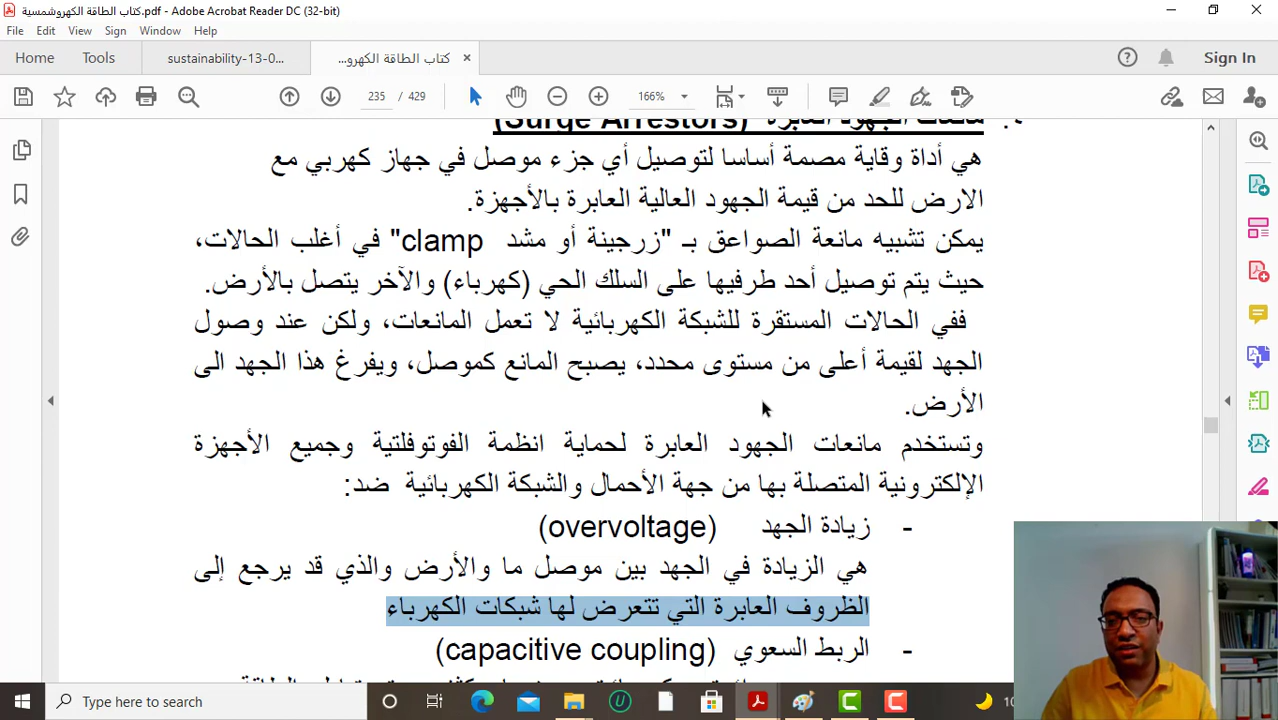 كتاب الطاقة الكهروشمسية.pdf - Adobe Acrobat Reader DC (32-bit)
File Edit View Sign Window Help
Home Tools sustainability-13-0... كتاب الطاقة الكهرو... × Sign In
235 / 429 166%
4. مانعات الجهود العابرة (Surge Arrestors)
هي أداة وقاية مصمة أساسا لتوصيل أي جزء موصل في جهاز كهربي مع
الارض للحد من قيمة الجهود العالية العابرة بالأجهزة.
يمكن تشبيه مانعة الصواعق بـ "زرجينة أو مشد clamp" في أغلب الحالات،
حيث يتم توصيل أحد طرفيها على السلك الحي (كهرباء) والآخر يتصل بالأرض.
ففي الحالات المستقرة للشبكة الكهربائية لا تعمل المانعات، ولكن عند وصول
الجهد لقيمة أعلى من مستوى محدد، يصبح المانع كموصل، ويفرغ هذا الجهد الى
الأرض.
وتستخدم مانعات الجهود العابرة لحماية انظمة الفوتوفلتية وجميع الأجهزة
الإلكترونية المتصلة بها من جهة الأحمال والشبكة الكهربائية ضد:
- زيادة الجهد (overvoltage)
هي الزيادة في الجهد بين موصل ما والأرض والذي قد يرجع إلى
الظروف العابرة التي تتعرض لها شبكات الكهرباء
- الربط السعوي (capacitive coupling)
Type here to search